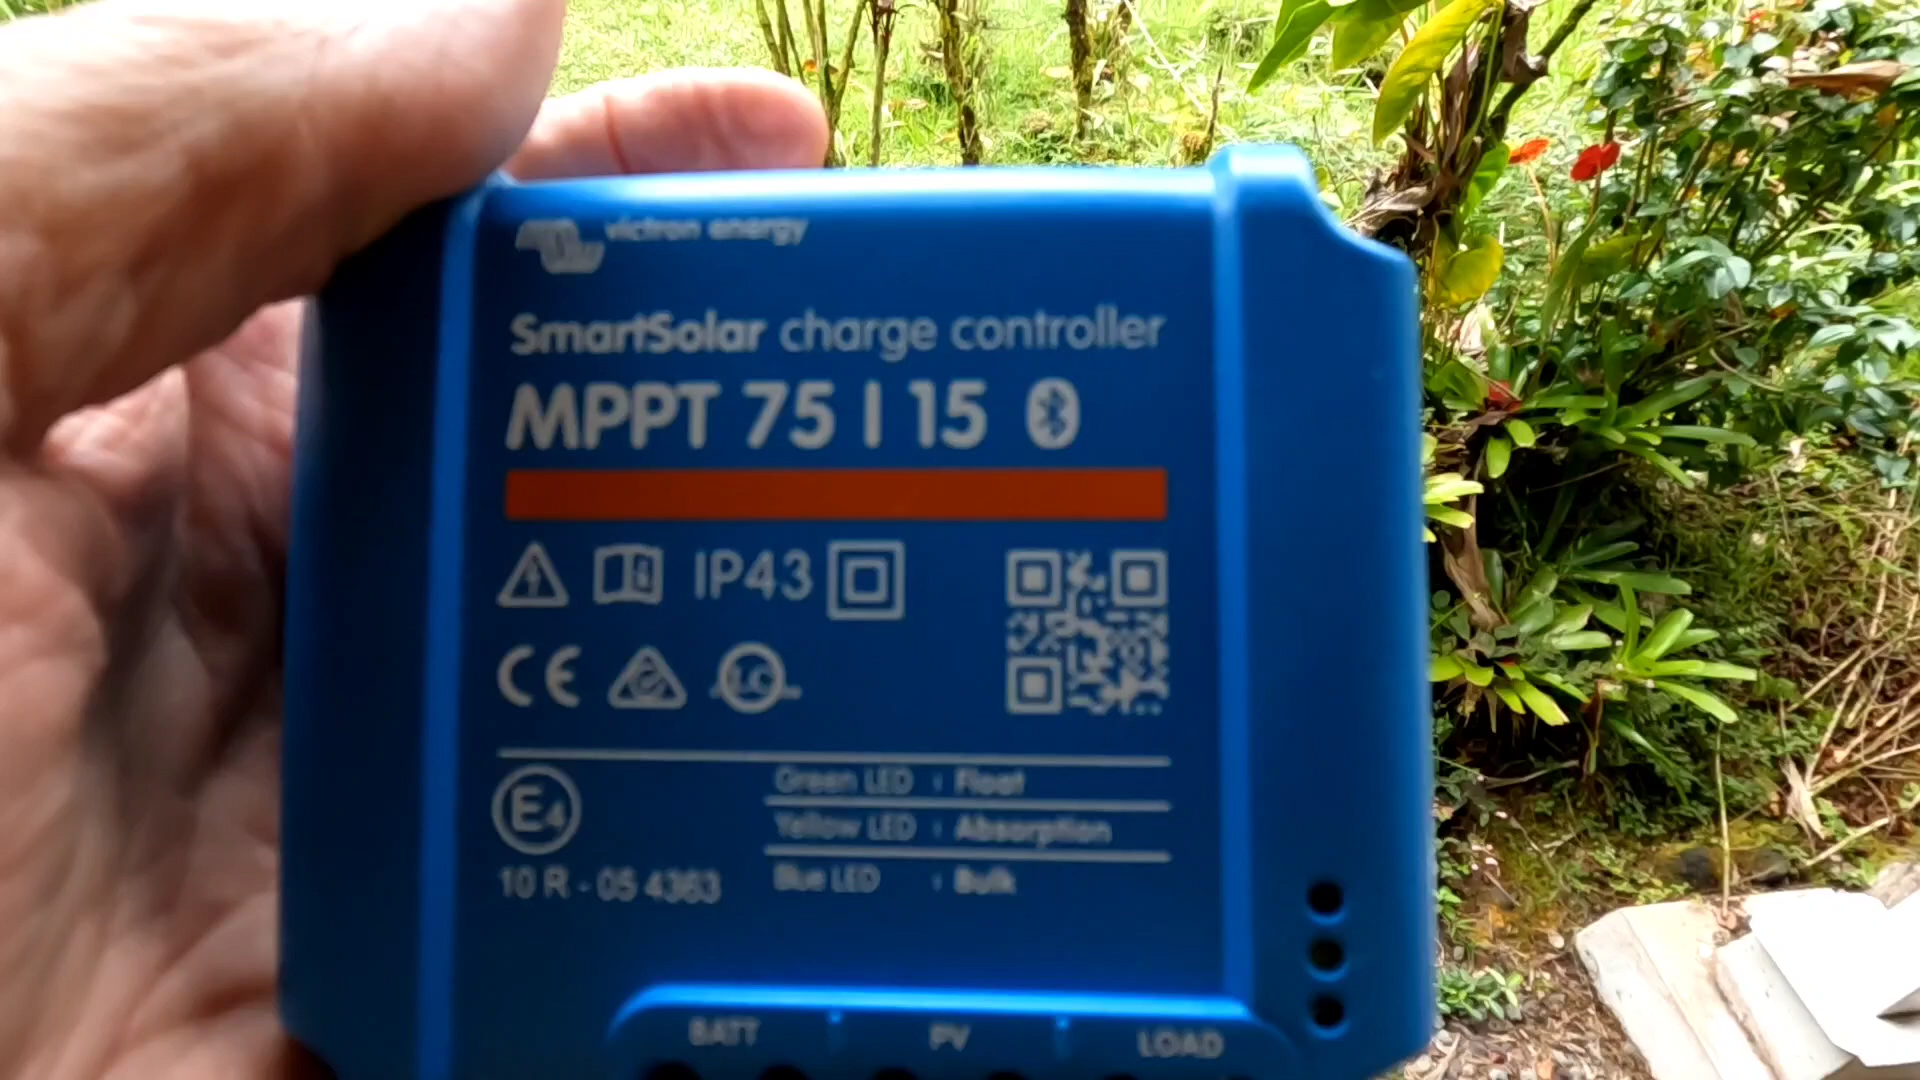 victron energy
SmartSolar charge controller
MPPT 75 | 15
IP43
CE
E4
10 R - 05 4363
Green LED : Float
Yellow LED : Absorption
Blue LED : Bulk
BATT PV LOAD